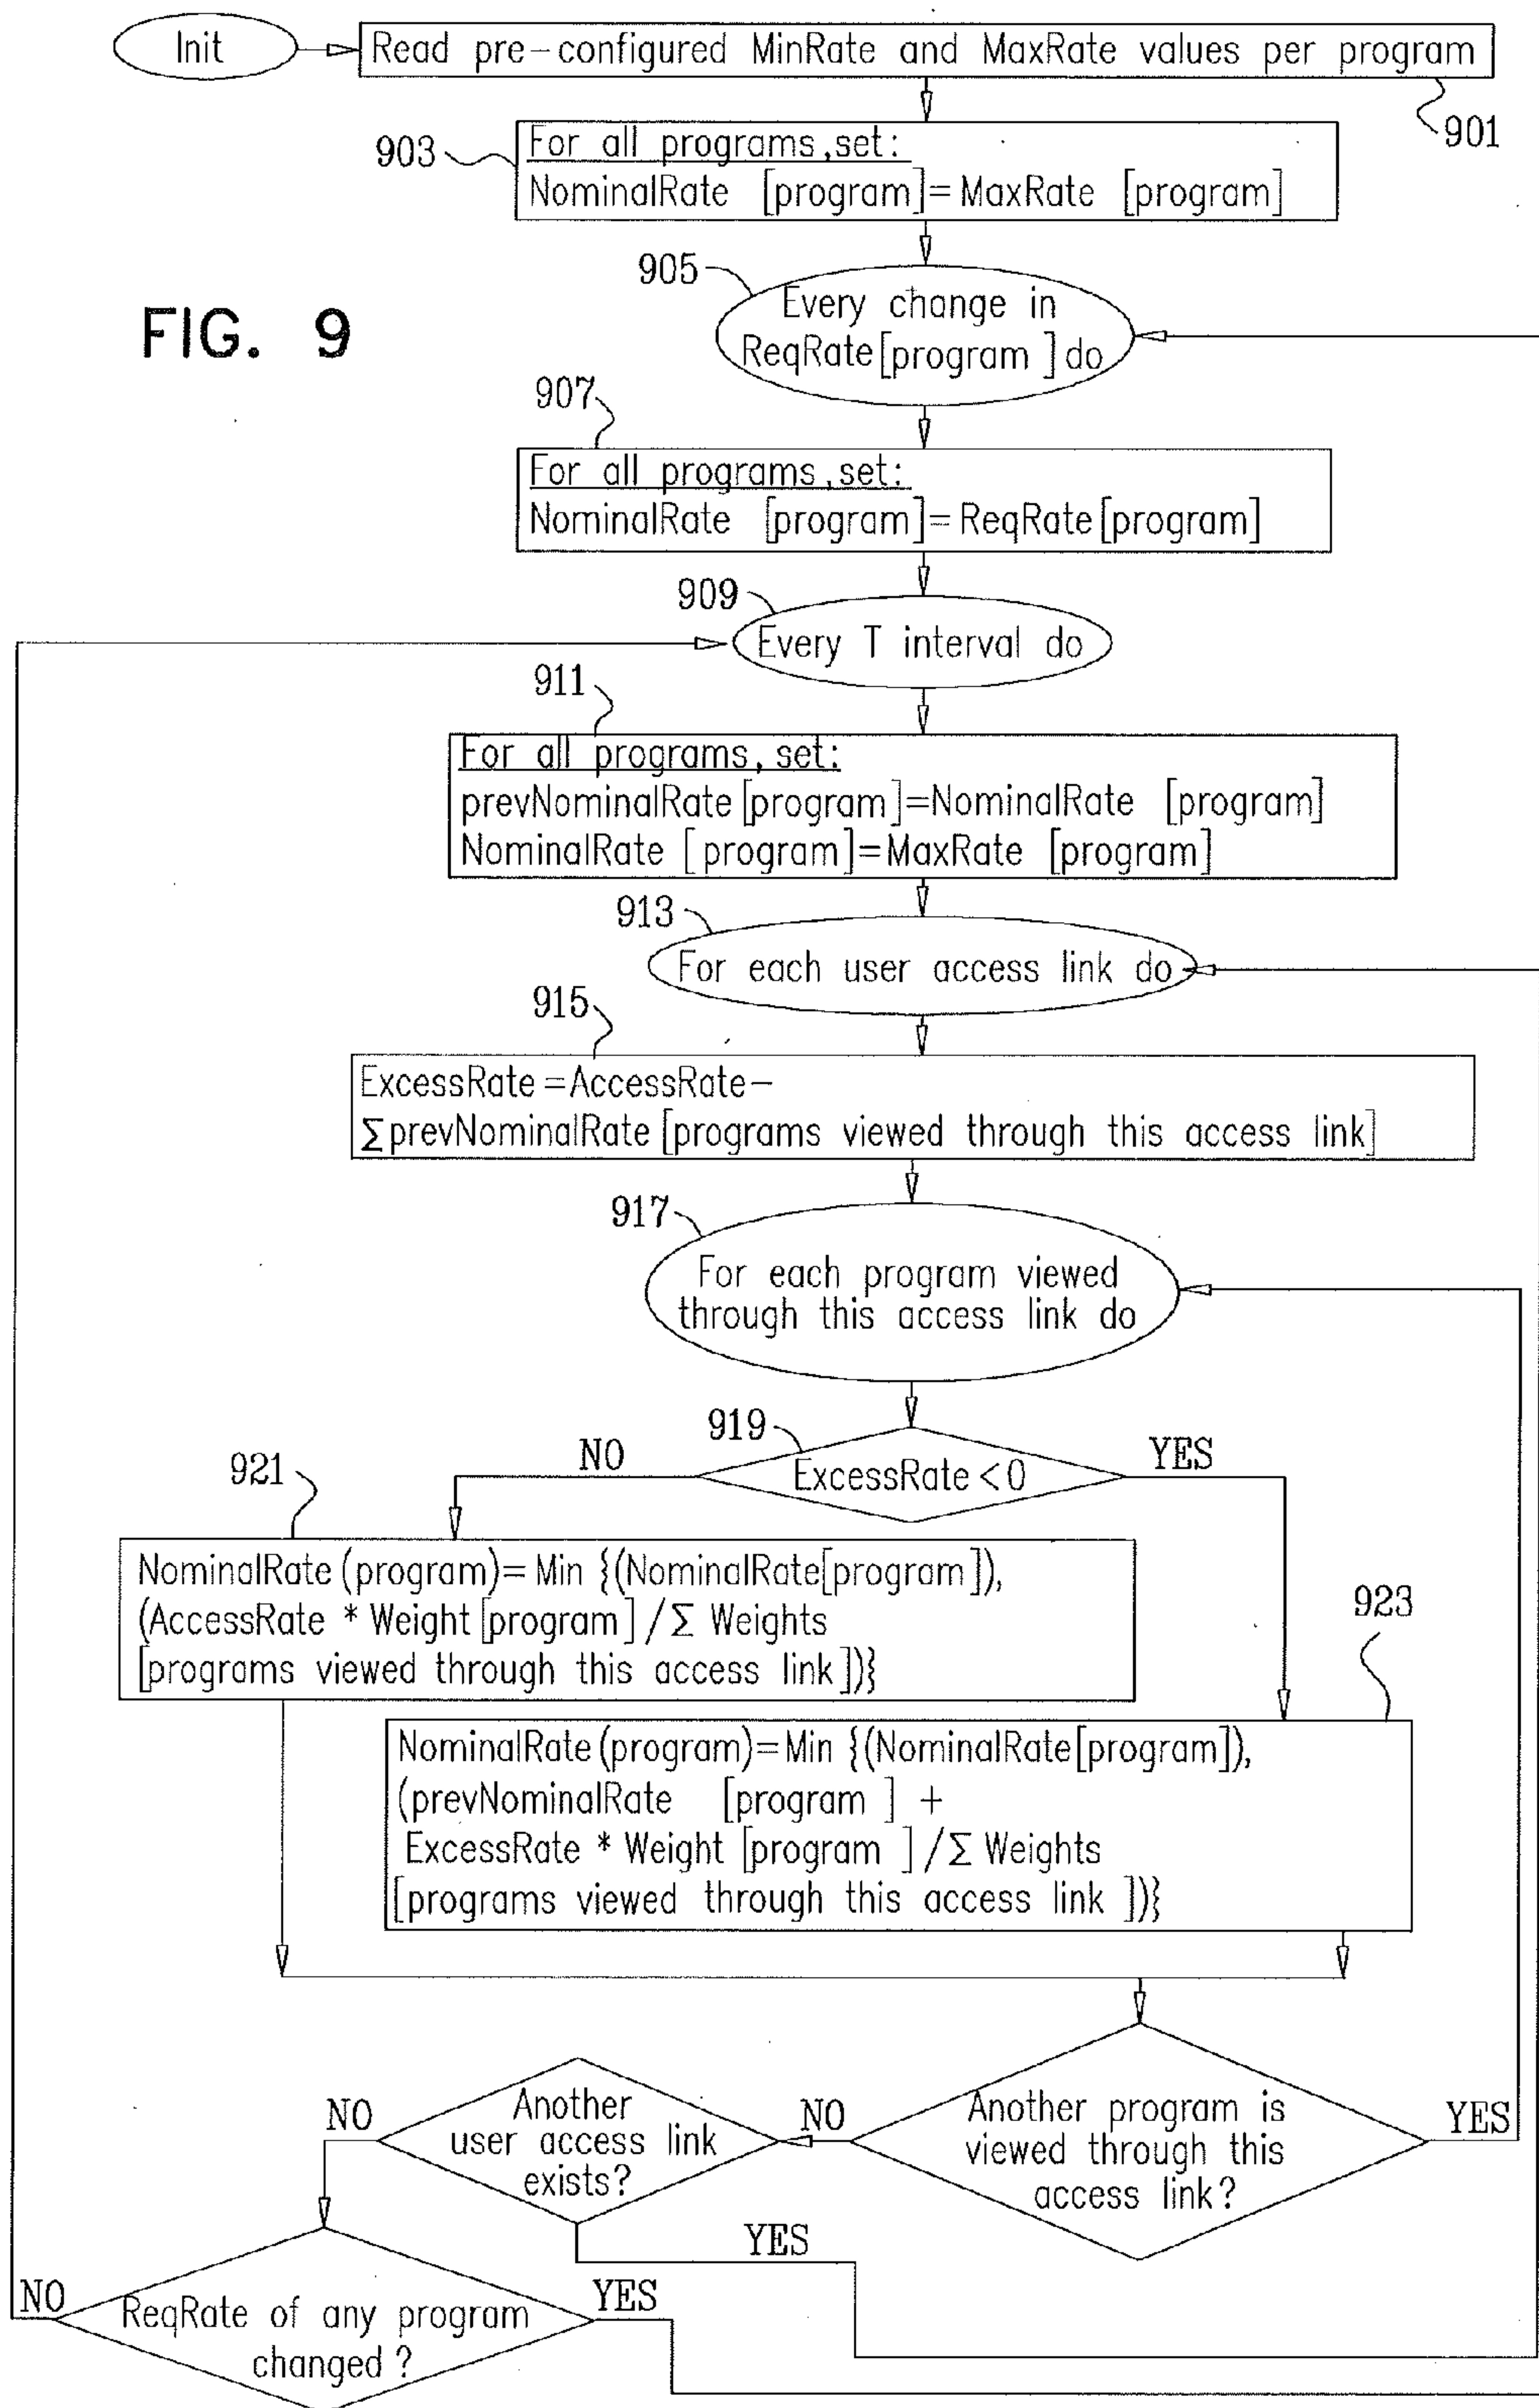 Init
Read pre-configured MinRate and MaxRate values per program
901
903
For all programs,set:
NominalRate [program]=MaxRate [program]
905
Every change in
ReqRate[program ]do
FIG. 9
907
For all programs,set:
NominalRate [program]=ReqRate[program]
909
Every T interval do
911
For all programs, set:
prevNominalRate[program]=NominalRate [program]
NominalRate [program]=MaxRate [program]
913
For each user access link do
915
ExcessRate=AccessRate-
ΣprevNominalRate[programs viewed through this access link]
917
For each program viewed
through this access link do
919
ExcessRate<0
NO
YES
921
NominalRate(program)=Min {(NominalRate[program]),
(AccessRate * Weight[program]/Σ Weights
[programs viewed through this access link])}
923
NominalRate(program)=Min {(NominalRate[program]),
(prevNominalRate [program ] +
ExcessRate * Weight [program ]/Σ Weights
[programs viewed through this access link ])}
Another program is
viewed through this
access link?
YES
NO
Another
user access link
exists?
NO
YES
ReqRate of any program
changed?
NO
YES